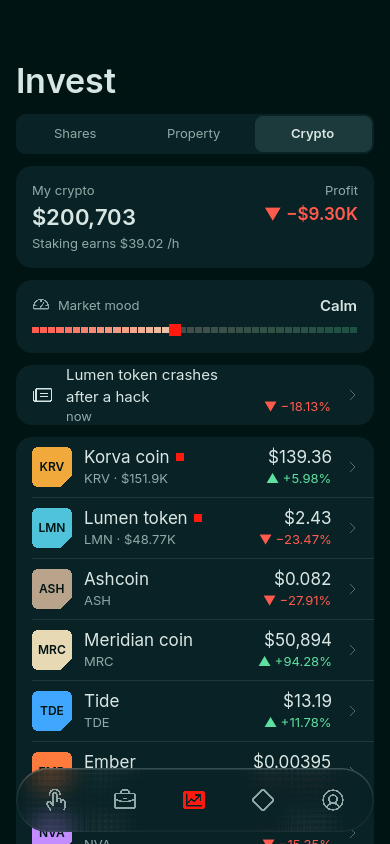 Invest
Shares Property Crypto
My crypto Profit
$200,703 ▼ −$9.30K
Staking earns $39.02 /h
Market mood Calm
Lumen token crashes
after a hack
now ▼ −18.13%
KRV Korva coin $139.36
KRV · $151.9K ▲ +5.98%
LMN Lumen token $2.43
LMN · $48.77K ▼ −23.47%
ASH Ashcoin $0.082
ASH ▼ −27.91%
MRC Meridian coin $50,894
MRC ▲ +94.28%
TDE Tide $13.19
TDE ▲ +11.78%
Ember $0.00395
NVA
NVA